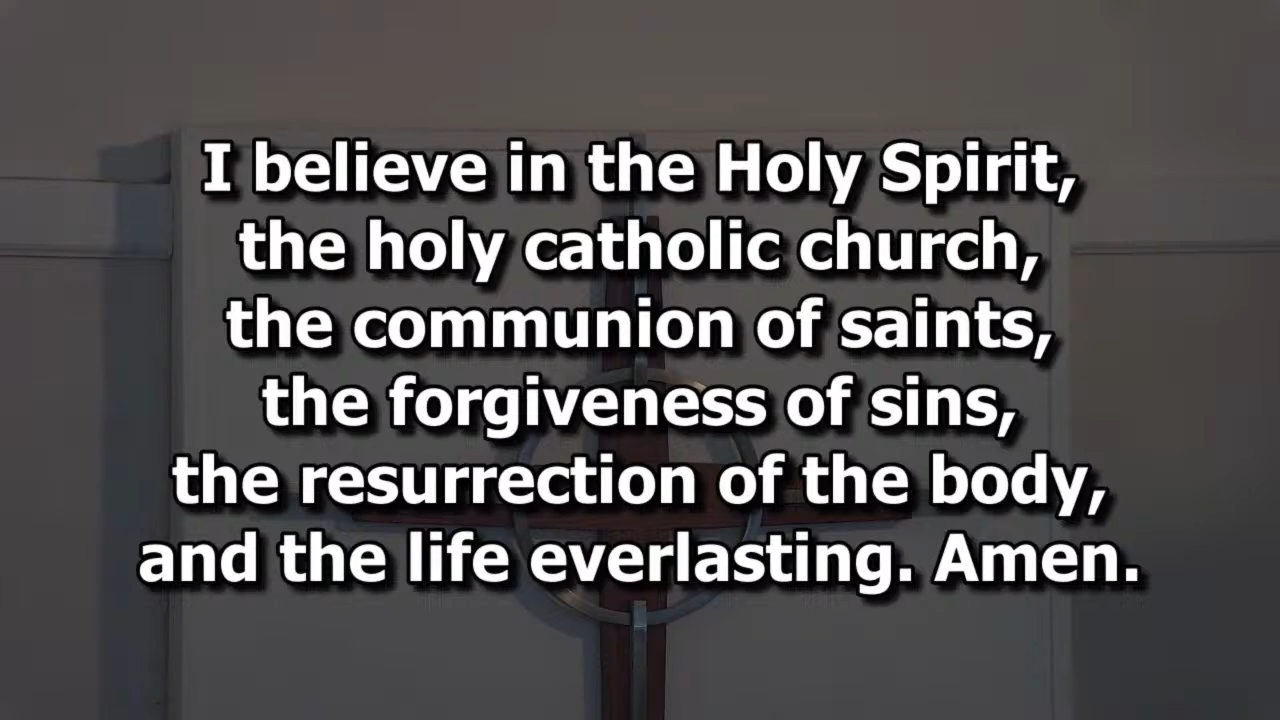 I believe in the Holy Spirit,
the holy catholic church,
the communion of saints,
the forgiveness of sins,
the resurrection of the body,
and the life everlasting. Amen.